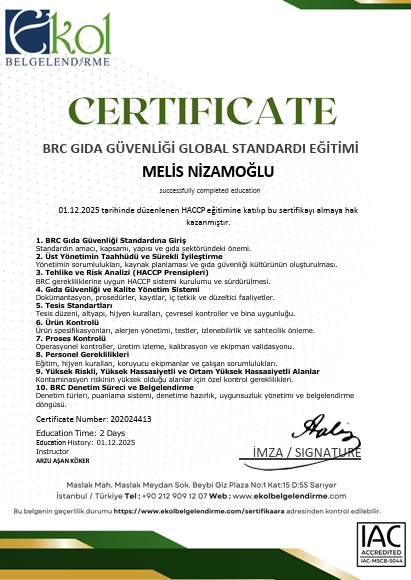 Ekol
BELGELENDİRME
CERTIFICATE
BRC GIDA GÜVENLİĞİ GLOBAL STANDARDI EĞİTİMİ
MELİS NİZAMOĞLU
successfully completed education
01.12.2025 tarihinde düzenlenen HACCP eğitimine katılıp bu sertifikayı almaya hak
kazanmıştır.
1. BRC Gıda Güvenliği Standardına Giriş
Standardın amacı, kapsamı, yapısı ve gıda sektöründeki önemi.
2. Üst Yönetimin Taahhüdü ve Sürekli İyileştirme
Yönetimin sorumlulukları, kaynak planlaması ve gıda güvenliği kültürünün oluşturulması.
3. Tehlike ve Risk Analizi (HACCP Prensipleri)
BRC gerekliliklerine uygun HACCP sistemi kurulumu ve sürdürülmesi.
4. Gıda Güvenliği ve Kalite Yönetim Sistemi
Dokümantasyon, prosedürler, kayıtlar, iç tetkik ve düzeltici faaliyetler.
5. Tesis Standartları
Tesis düzeni, altyapı, hijyen kuralları, çevresel kontroller ve bina uygunluğu.
6. Ürün Kontrolü
Ürün spesifikasyonları, alerjen yönetimi, testler, izlenebilirlik ve sahtecilik önleme.
7. Proses Kontrolü
Operasyonel kontroller, üretim izleme, kalibrasyon ve ekipman validasyonu.
8. Personel Gereklilikleri
Eğitim, hijyen kuralları, koruyucu ekipmanlar ve çalışan sorumlulukları.
9. Yüksek Riskli, Yüksek Hassasiyetli ve Ortam Yüksek Hassasiyetli Alanlar
Kontaminasyon riskinin yüksek olduğu alanlar için özel kontrol gereklilikleri.
10. BRC Denetim Süreci ve Belgelendirme
Denetim türleri, puanlama sistemi, denetime hazırlık, uygunsuzluk yönetimi ve belgelendirme
döngüsü.
Certificate Number: 202024413
Education Time: 2 Days
Education History: 01.12.2025
Instructor
ARZU AŞAN KÖKER
İMZA / SIGNATURE
Maslak Mah. Maslak Meydan Sok. Beybi Giz Plaza No:1 Kat:15 D:55 Sarıyer
İstanbul / Türkiye Tel : +90 212 909 12 07 Web : www.ekolbelgelendirme.com
Bu belgenin geçerlilik durumu https://www.ekolbelgelendirme.com/sertifikaara adresinden kontrol edilebilir.
IAC
ACCREDITED
IAC-MSCB-5044